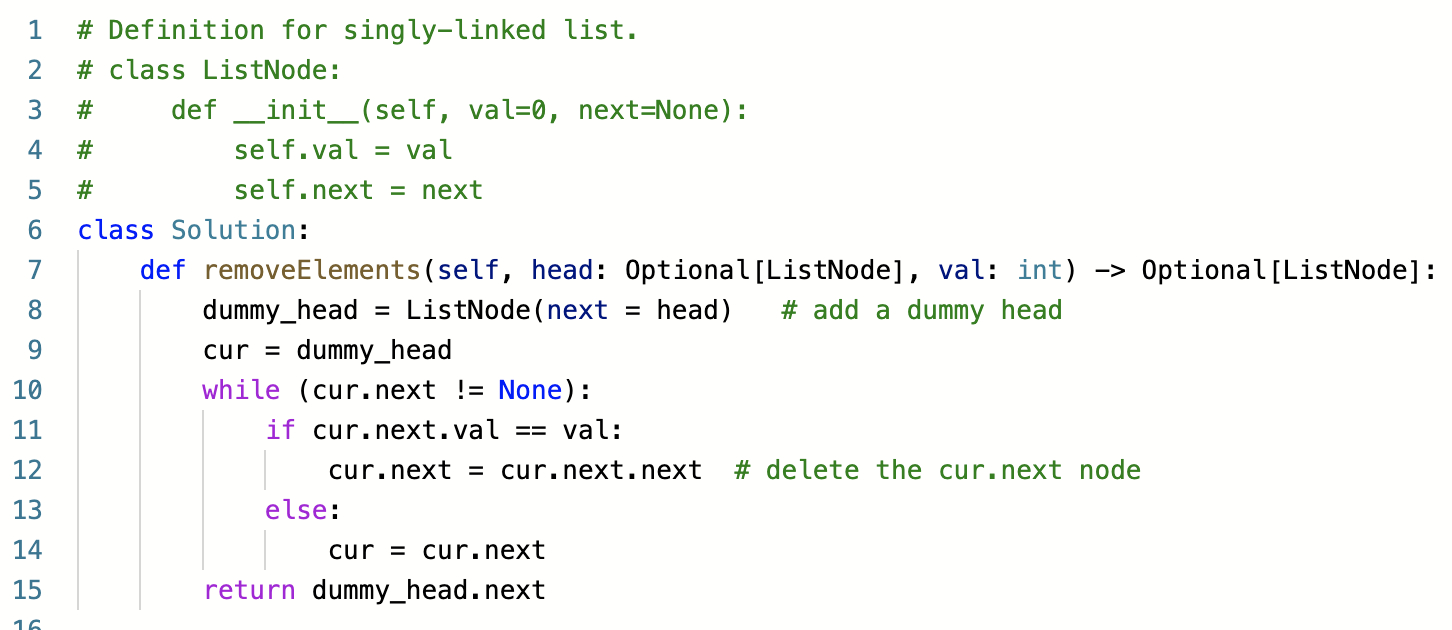 1 # Definition for singly-linked list.
2 # class ListNode:
3 #     def __init__(self, val=0, next=None):
4 #         self.val = val
5 #         self.next = next
6 class Solution:
7     def removeElements(self, head: Optional[ListNode], val: int) -> Optional[ListNode]:
8         dummy_head = ListNode(next = head)   # add a dummy head
9         cur = dummy_head
10         while (cur.next != None):
11             if cur.next.val == val:
12                 cur.next = cur.next.next  # delete the cur.next node
13             else:
14                 cur = cur.next
15         return dummy_head.next
16